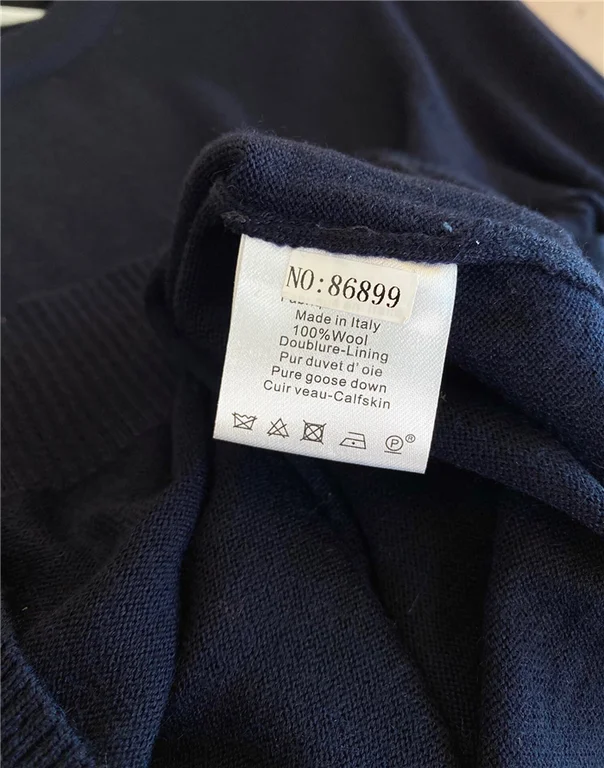 NO:86899
Made in Italy
100%Wool
Doublure-Lining
Pur duvet d' oie
Pure goose down
Cuir veau-Calfskin
P®